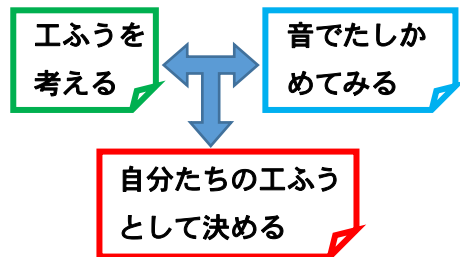 工ふうを
考える
音でたしか
めてみる
自分たちの工ふう
として決める